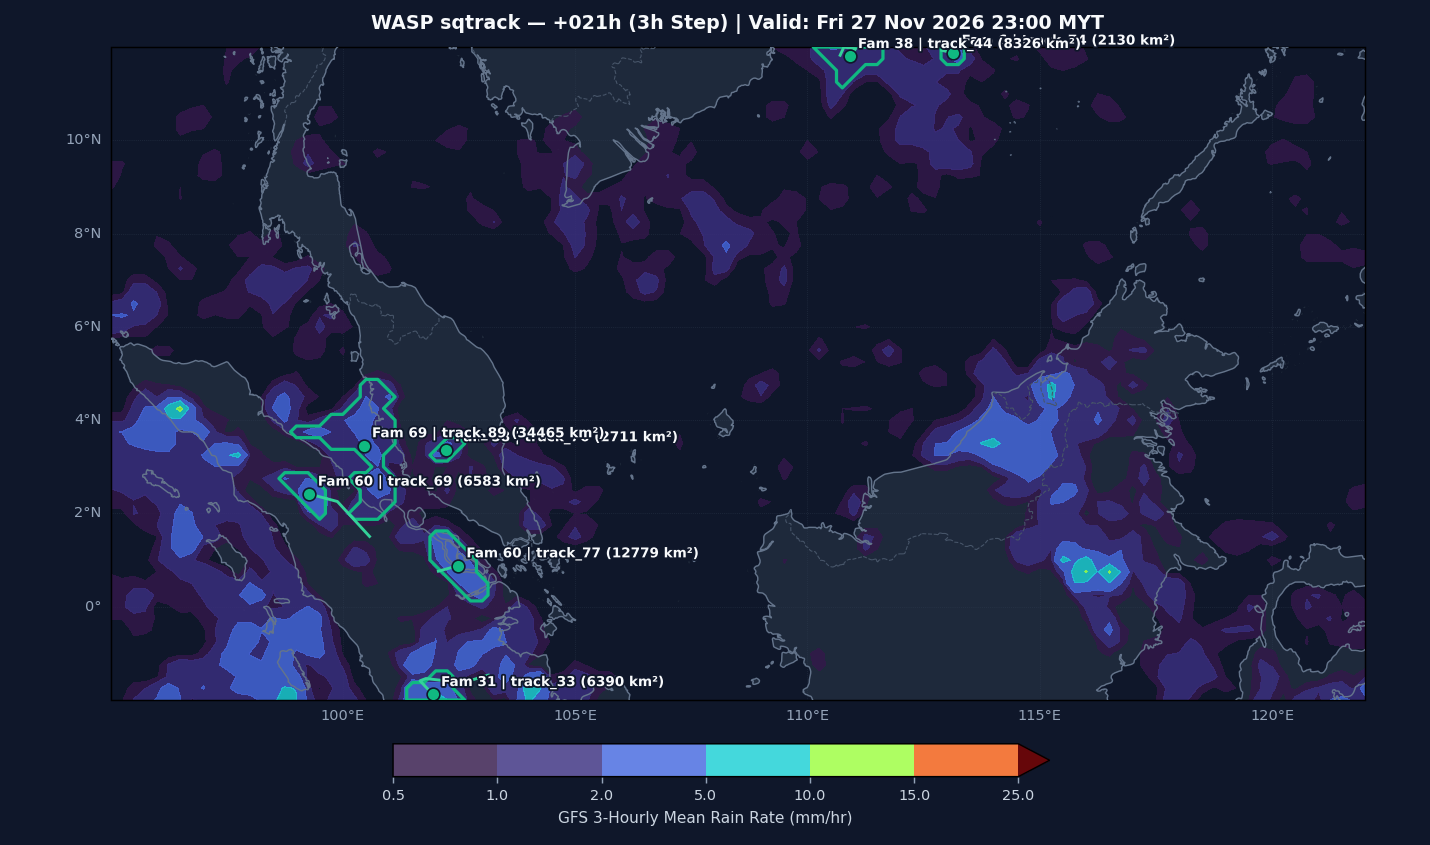 WASP sqtrack — +021h (3h Step) | Valid: Fri 27 Nov 2026 23:00 MYT
(2130 km²)
Fam 38 | track_44 (8326 km²)
10°N
8°N
6°N
4°N
2°N
0°
Fam 69 | track_89 (34465 km²)
(2711 km²)
Fam 60 | track_69 (6583 km²)
Fam 60 | track_77 (12779 km²)
Fam 31 | track_33 (6390 km²)
100°E 105°E 110°E 115°E 120°E
0.5 1.0 2.0 5.0 10.0 15.0 25.0
GFS 3-Hourly Mean Rain Rate (mm/hr)